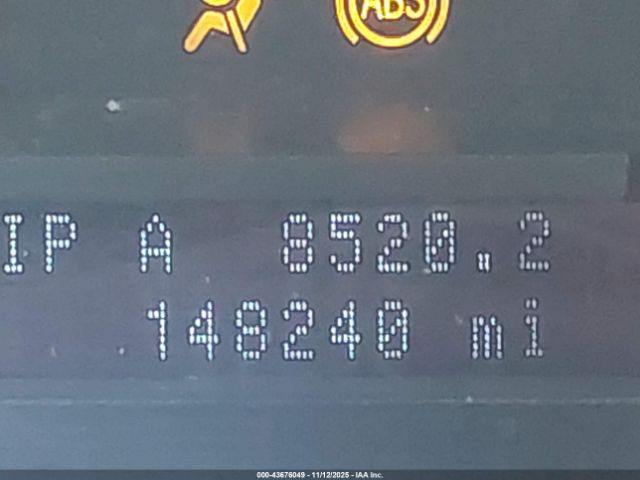 ABS
IP A 8520.2
148240 mi
000-43676049 - 11/12/2025 - IAA Inc.